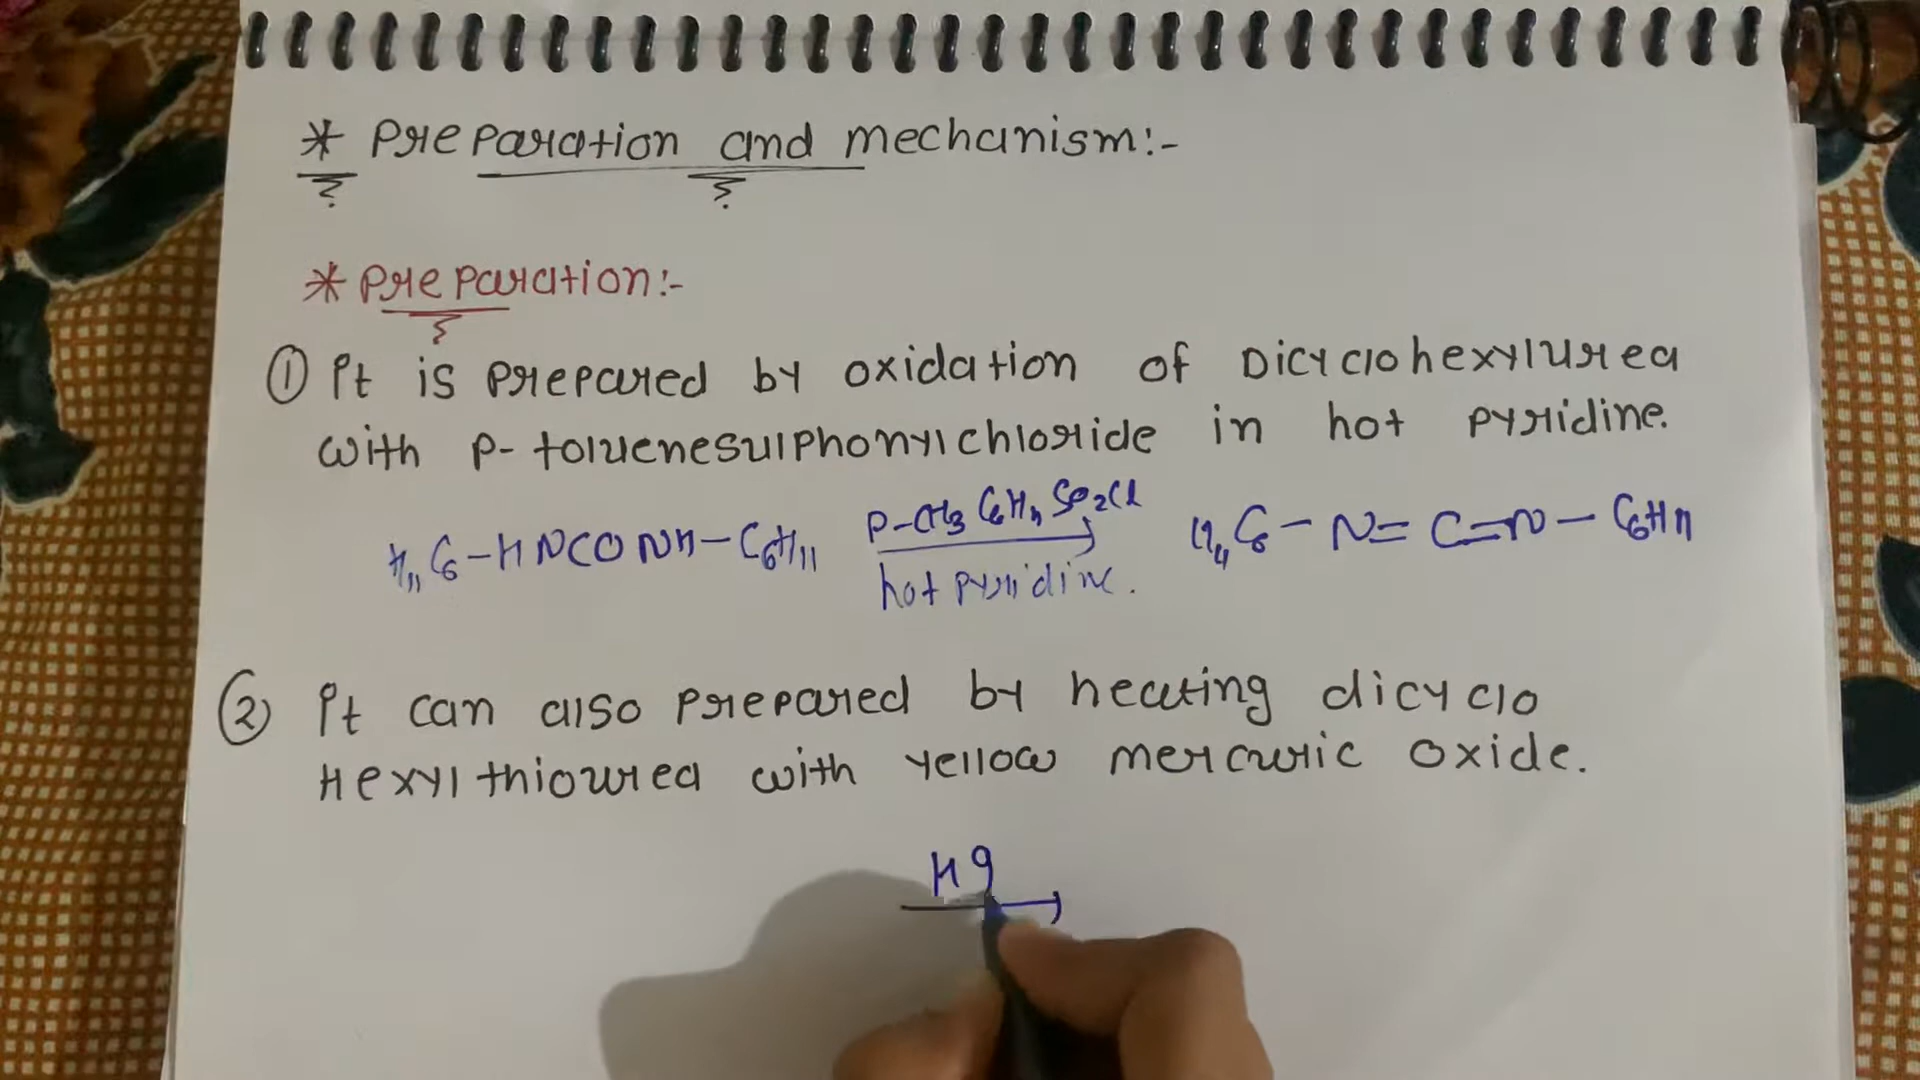 * Preparation and mechanism:-
* Preparation:-
① It is prepared by oxidation of Dicyclohexylurea
with p-toluenesulphonylchloride in hot pyridine.
H₁₁C₆-HNCONH-C₆H₁₁ P-CH₃C₆H₄SO₂Cl H₁₁C₆-N=C=N-C₆H₁₁
hot pyridine.
② It can also prepared by heating dicyclo
Hexylthiourea with yellow mercuric oxide.
Hg